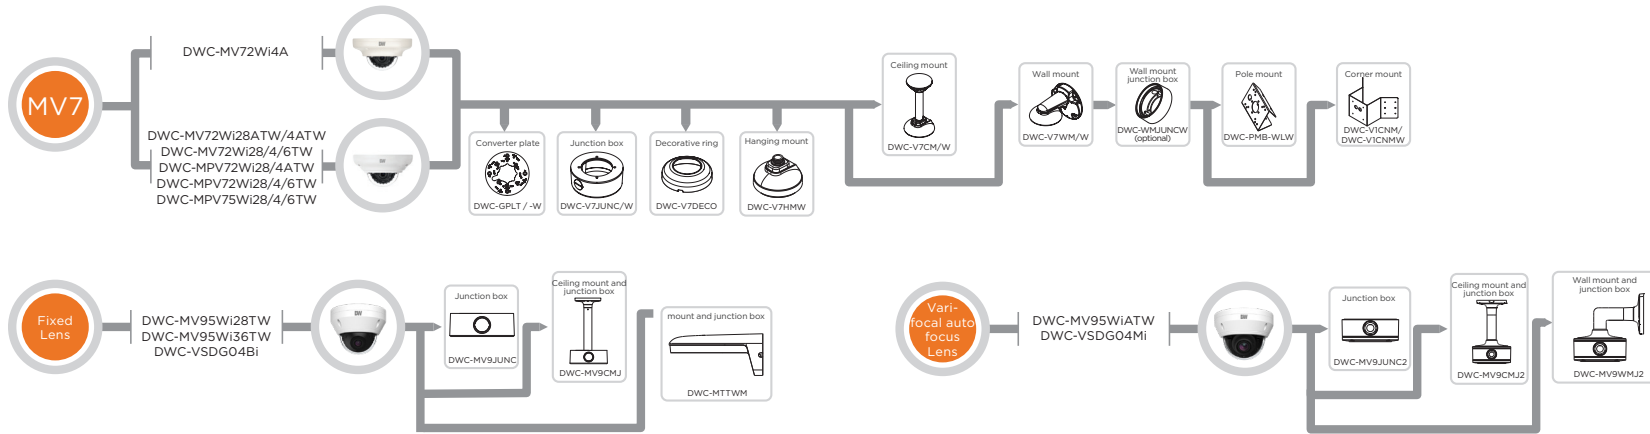 MV7
DWC-MV72Wi4A
DWC-MV72Wi28ATW/4ATW
DWC-MV72Wi28/4/6TW
DWC-MPV72Wi28/4ATW
DWC-MPV72Wi28/4/6TW
DWC-MPV75Wi28/4/6TW
Converter plate
DWC-GPLT / -W
Junction box
DWC-V7JUNC/W
Decorative ring
DWC-V7DECO
Hanging mount
DWC-V7HMW
Ceiling mount
DWC-V7CM/W
Wall mount
DWC-V7WM/W
Wall mount
junction box
DWC-WMJUNCW
(optional)
Pole mount
DWC-PMB-WLW
Corner mount
DWC-V1CNM/
DWC-V1CNMW
Fixed
Lens
DWC-MV95Wi28TW
DWC-MV95Wi36TW
DWC-VSDG04Bi
Junction box
DWC-MV9JUNC
Ceiling mount and
junction box
DWC-MV9CMJ
mount and junction box
DWC-MTTWM
Vari-
focal auto
focus
Lens
DWC-MV95WiATW
DWC-VSDG04Mi
Junction box
DWC-MV9JUNC2
Ceiling mount and
junction box
DWC-MV9CMJ2
Wall mount and
junction box
DWC-MV9WMJ2